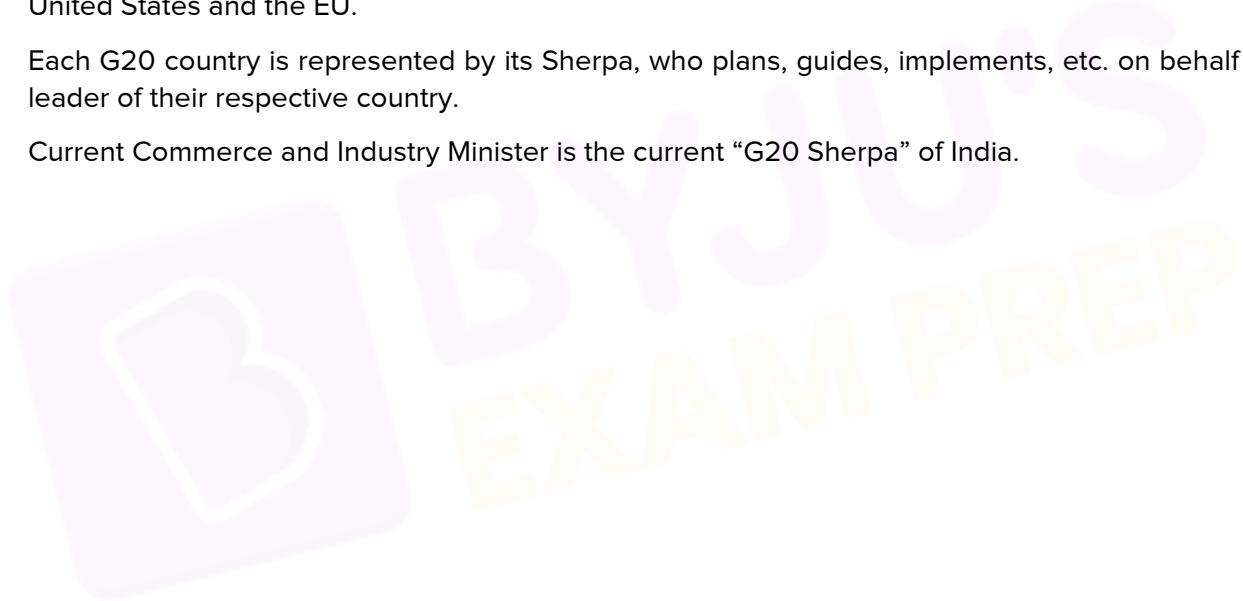 United States and the EU.
Each G20 country is represented by its Sherpa, who plans, guides, implements, etc. on behalf
leader of their respective country.
Current Commerce and Industry Minister is the current “G20 Sherpa” of India.
BYJU'S
EXAM PREP